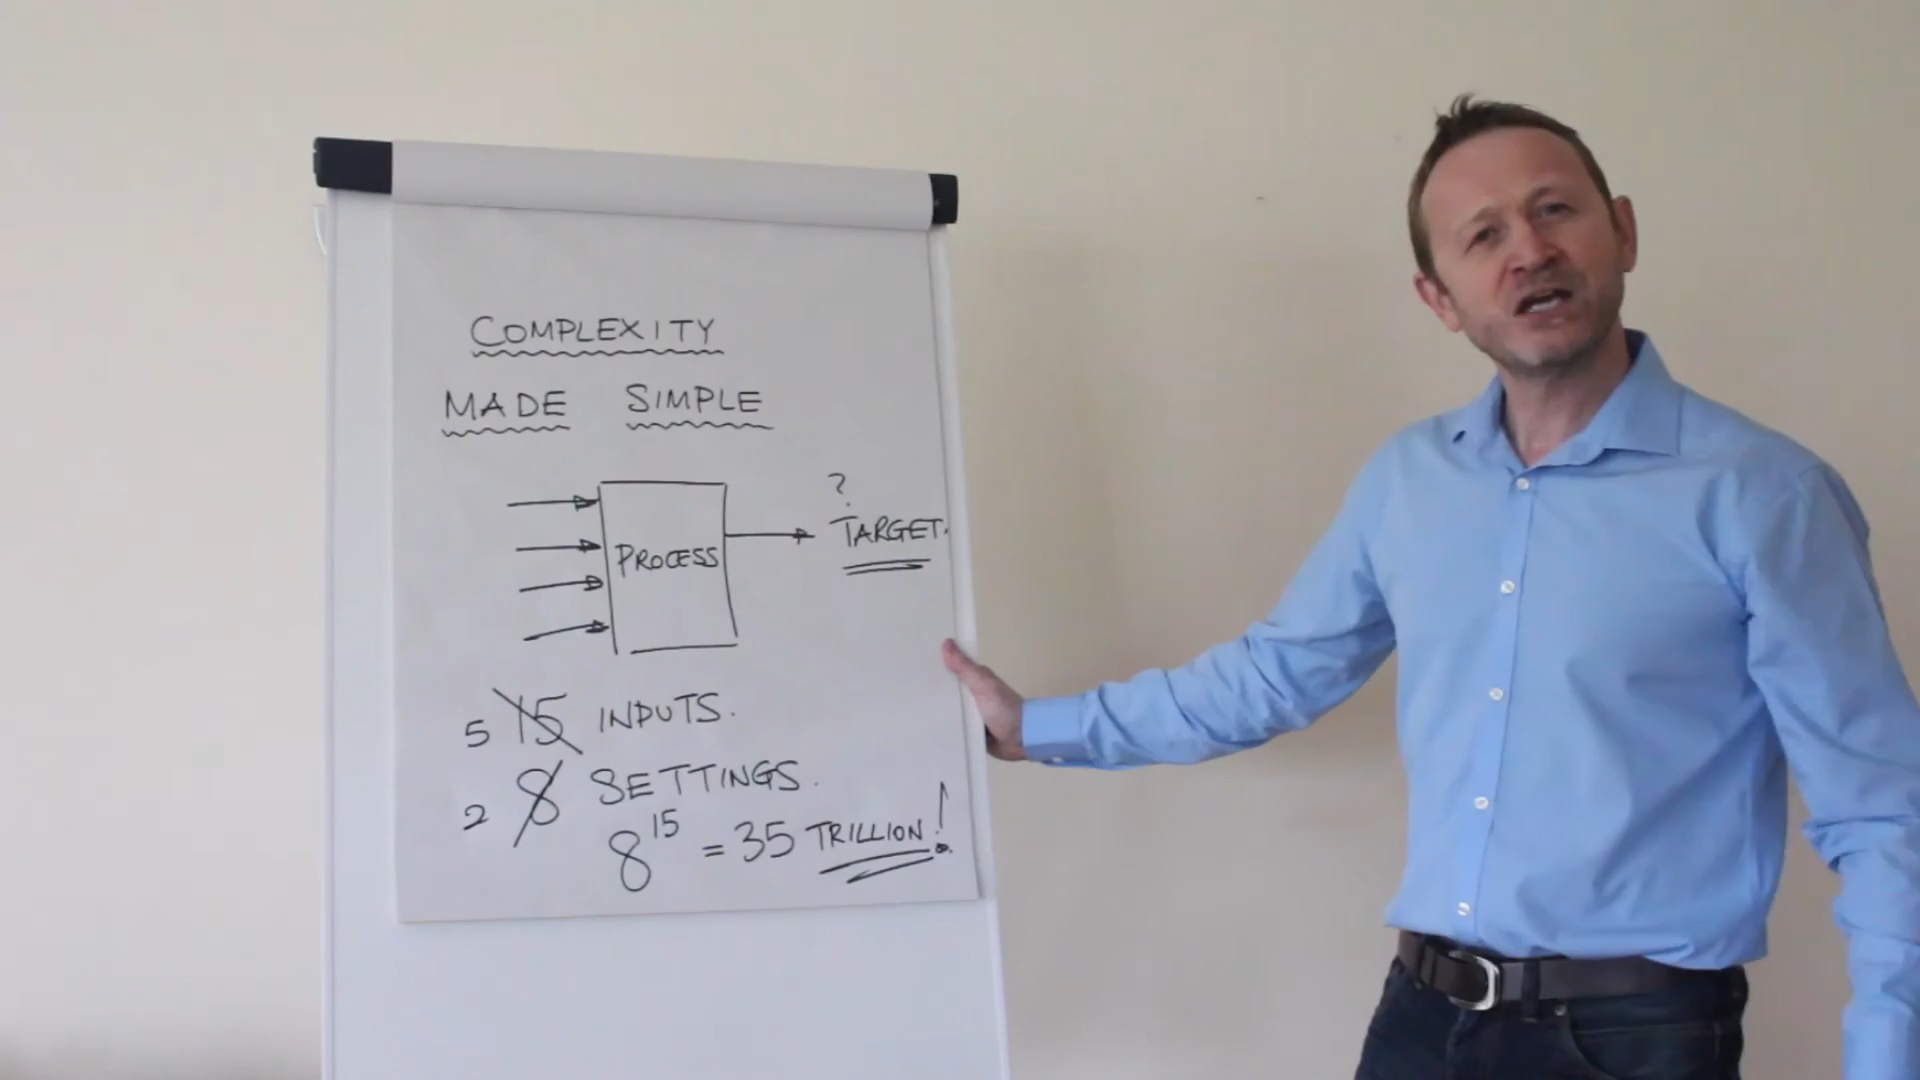 COMPLEXITY
MADE SIMPLE
?
PROCESS
TARGET.
5 15 INPUTS.
2 8 SETTINGS.
8^15 = 35 TRILLION!